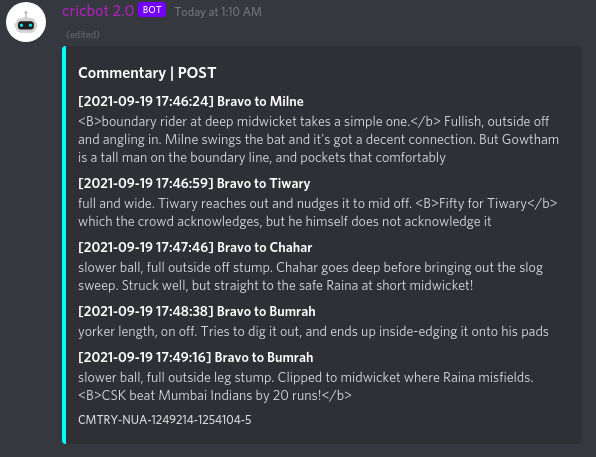 cricbot 2.0 BOT Today at 1:10 AM
(edited)
Commentary | POST
[2021-09-19 17:46:24] Bravo to Milne
<B>boundary rider at deep midwicket takes a simple one.</b> Fullish, outside off
and angling in. Milne swings the bat and it's got a decent connection. But Gowtham
is a tall man on the boundary line, and pockets that comfortably
[2021-09-19 17:46:59] Bravo to Tiwary
full and wide. Tiwary reaches out and nudges it to mid off. <B>Fifty for Tiwary</b>
which the crowd acknowledges, but he himself does not acknowledge it
[2021-09-19 17:47:46] Bravo to Chahar
slower ball, full outside off stump. Chahar goes deep before bringing out the slog
sweep. Struck well, but straight to the safe Raina at short midwicket!
[2021-09-19 17:48:38] Bravo to Bumrah
yorker length, on off. Tries to dig it out, and ends up inside-edging it onto his pads
[2021-09-19 17:49:16] Bravo to Bumrah
slower ball, full outside leg stump. Clipped to midwicket where Raina misfields.
<B>CSK beat Mumbai Indians by 20 runs!</b>
CMTRY-NUA-1249214-1254104-5